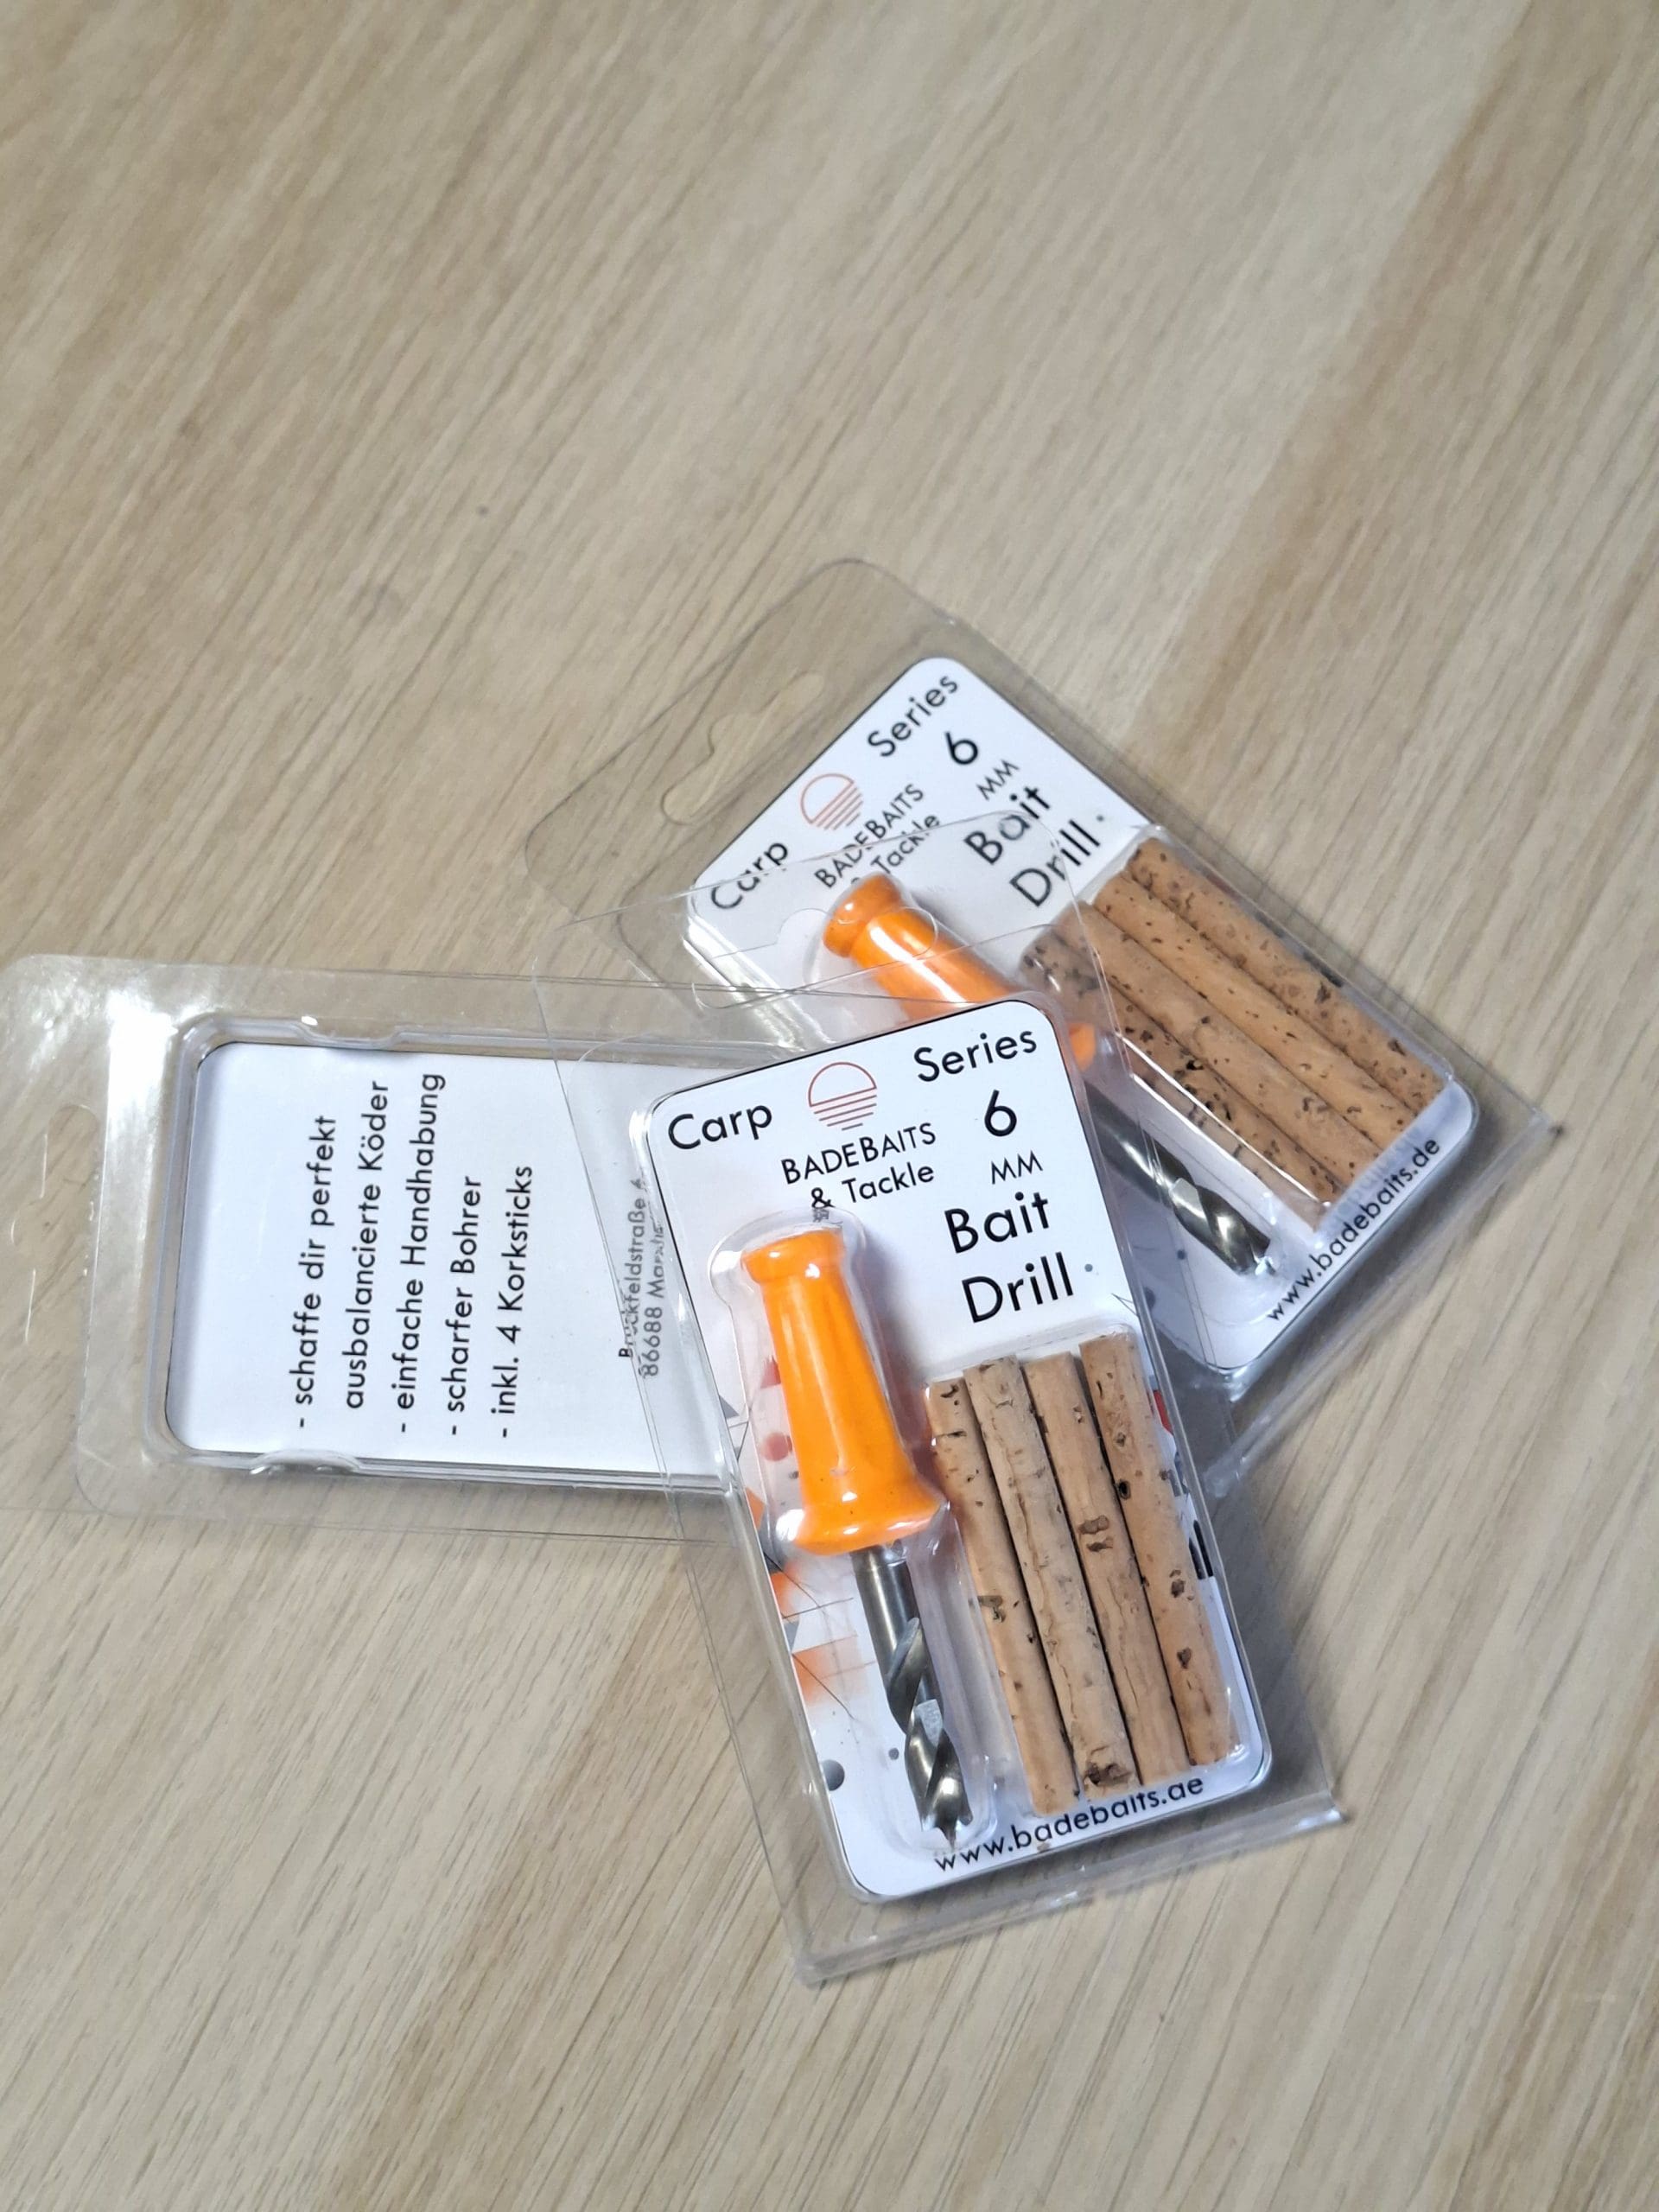 Carp
Series
BADEBAITS
& Tackle
6
MM
Bait
Drill
www.badebaits.de
Carp
Series
BADEBAITS
Tackle
6
MM
Bait
Drill
www.badebaits.de
- schaffe dir perfekt
ausbalancierte Köder
- einfache Handhabung
- scharfer Bohrer
- inkl. 4 Korksticks
86688